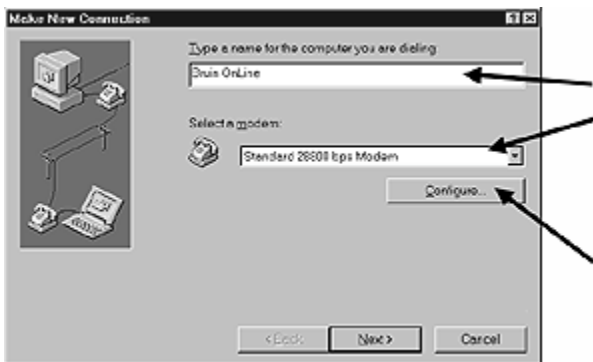 Make New Connection
Type a name for the computer you are dialing
Bruin OnLine
Select a modem:
Standard 28800 bps Modem
Configure...
< Back
Next >
Cancel